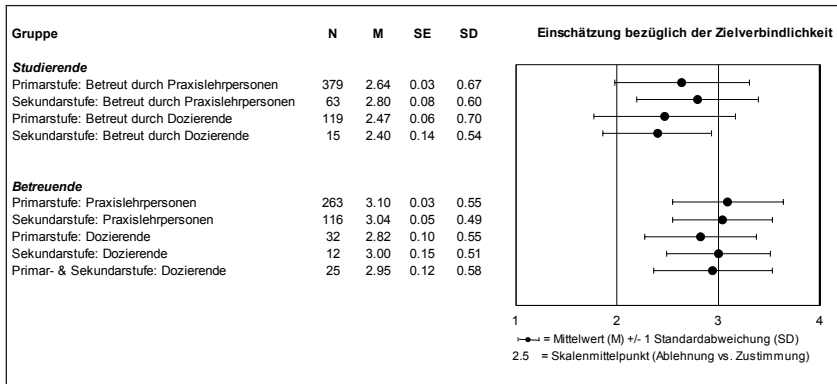 Gruppe N M SE SD Einschätzung bezüglich der Zielverbindlichkeit
Studierende
Primarstufe: Betreut durch Praxislehrpersonen 379 2.64 0.03 0.67
Sekundarstufe: Betreut durch Praxislehrpersonen 63 2.80 0.08 0.60
Primarstufe: Betreut durch Dozierende 119 2.47 0.06 0.70
Sekundarstufe: Betreut durch Dozierende 15 2.40 0.14 0.54
Betreuende
Primarstufe: Praxislehrpersonen 263 3.10 0.03 0.55
Sekundarstufe: Praxislehrpersonen 116 3.04 0.05 0.49
Primarstufe: Dozierende 32 2.82 0.10 0.55
Sekundarstufe: Dozierende 12 3.00 0.15 0.51
Primar- & Sekundarstufe: Dozierende 25 2.95 0.12 0.58
1 2 3 4
= Mittelwert (M) +/- 1 Standardabweichung (SD)
2.5 = Skalenmittelpunkt (Ablehnung vs. Zustimmung)